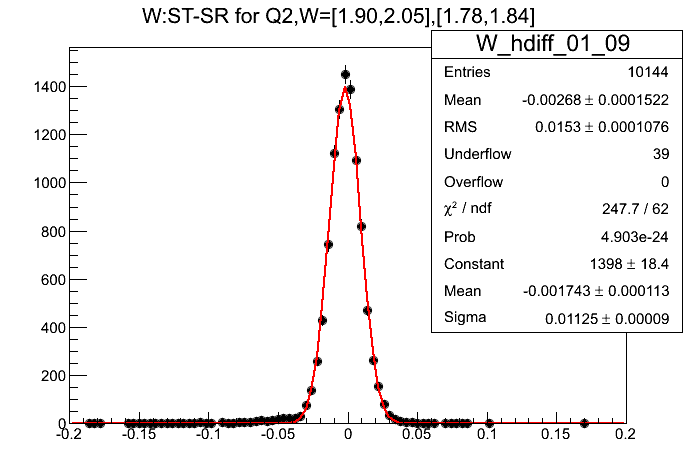 W:ST-SR for Q2,W=[1.90,2.05],[1.78,1.84]
W_hdiff_01_09
Entries 10144
Mean -0.00268 ± 0.0001522
RMS 0.0153 ± 0.0001076
Underflow 39
Overflow 0
χ² / ndf 247.7 / 62
Prob 4.903e-24
Constant 1398 ± 18.4
Mean -0.001743 ± 0.000113
Sigma 0.01125 ± 0.00009
1400
1200
1000
800
600
400
200
0
-0.2 -0.15 -0.1 -0.05 0 0.05 0.1 0.15 0.2